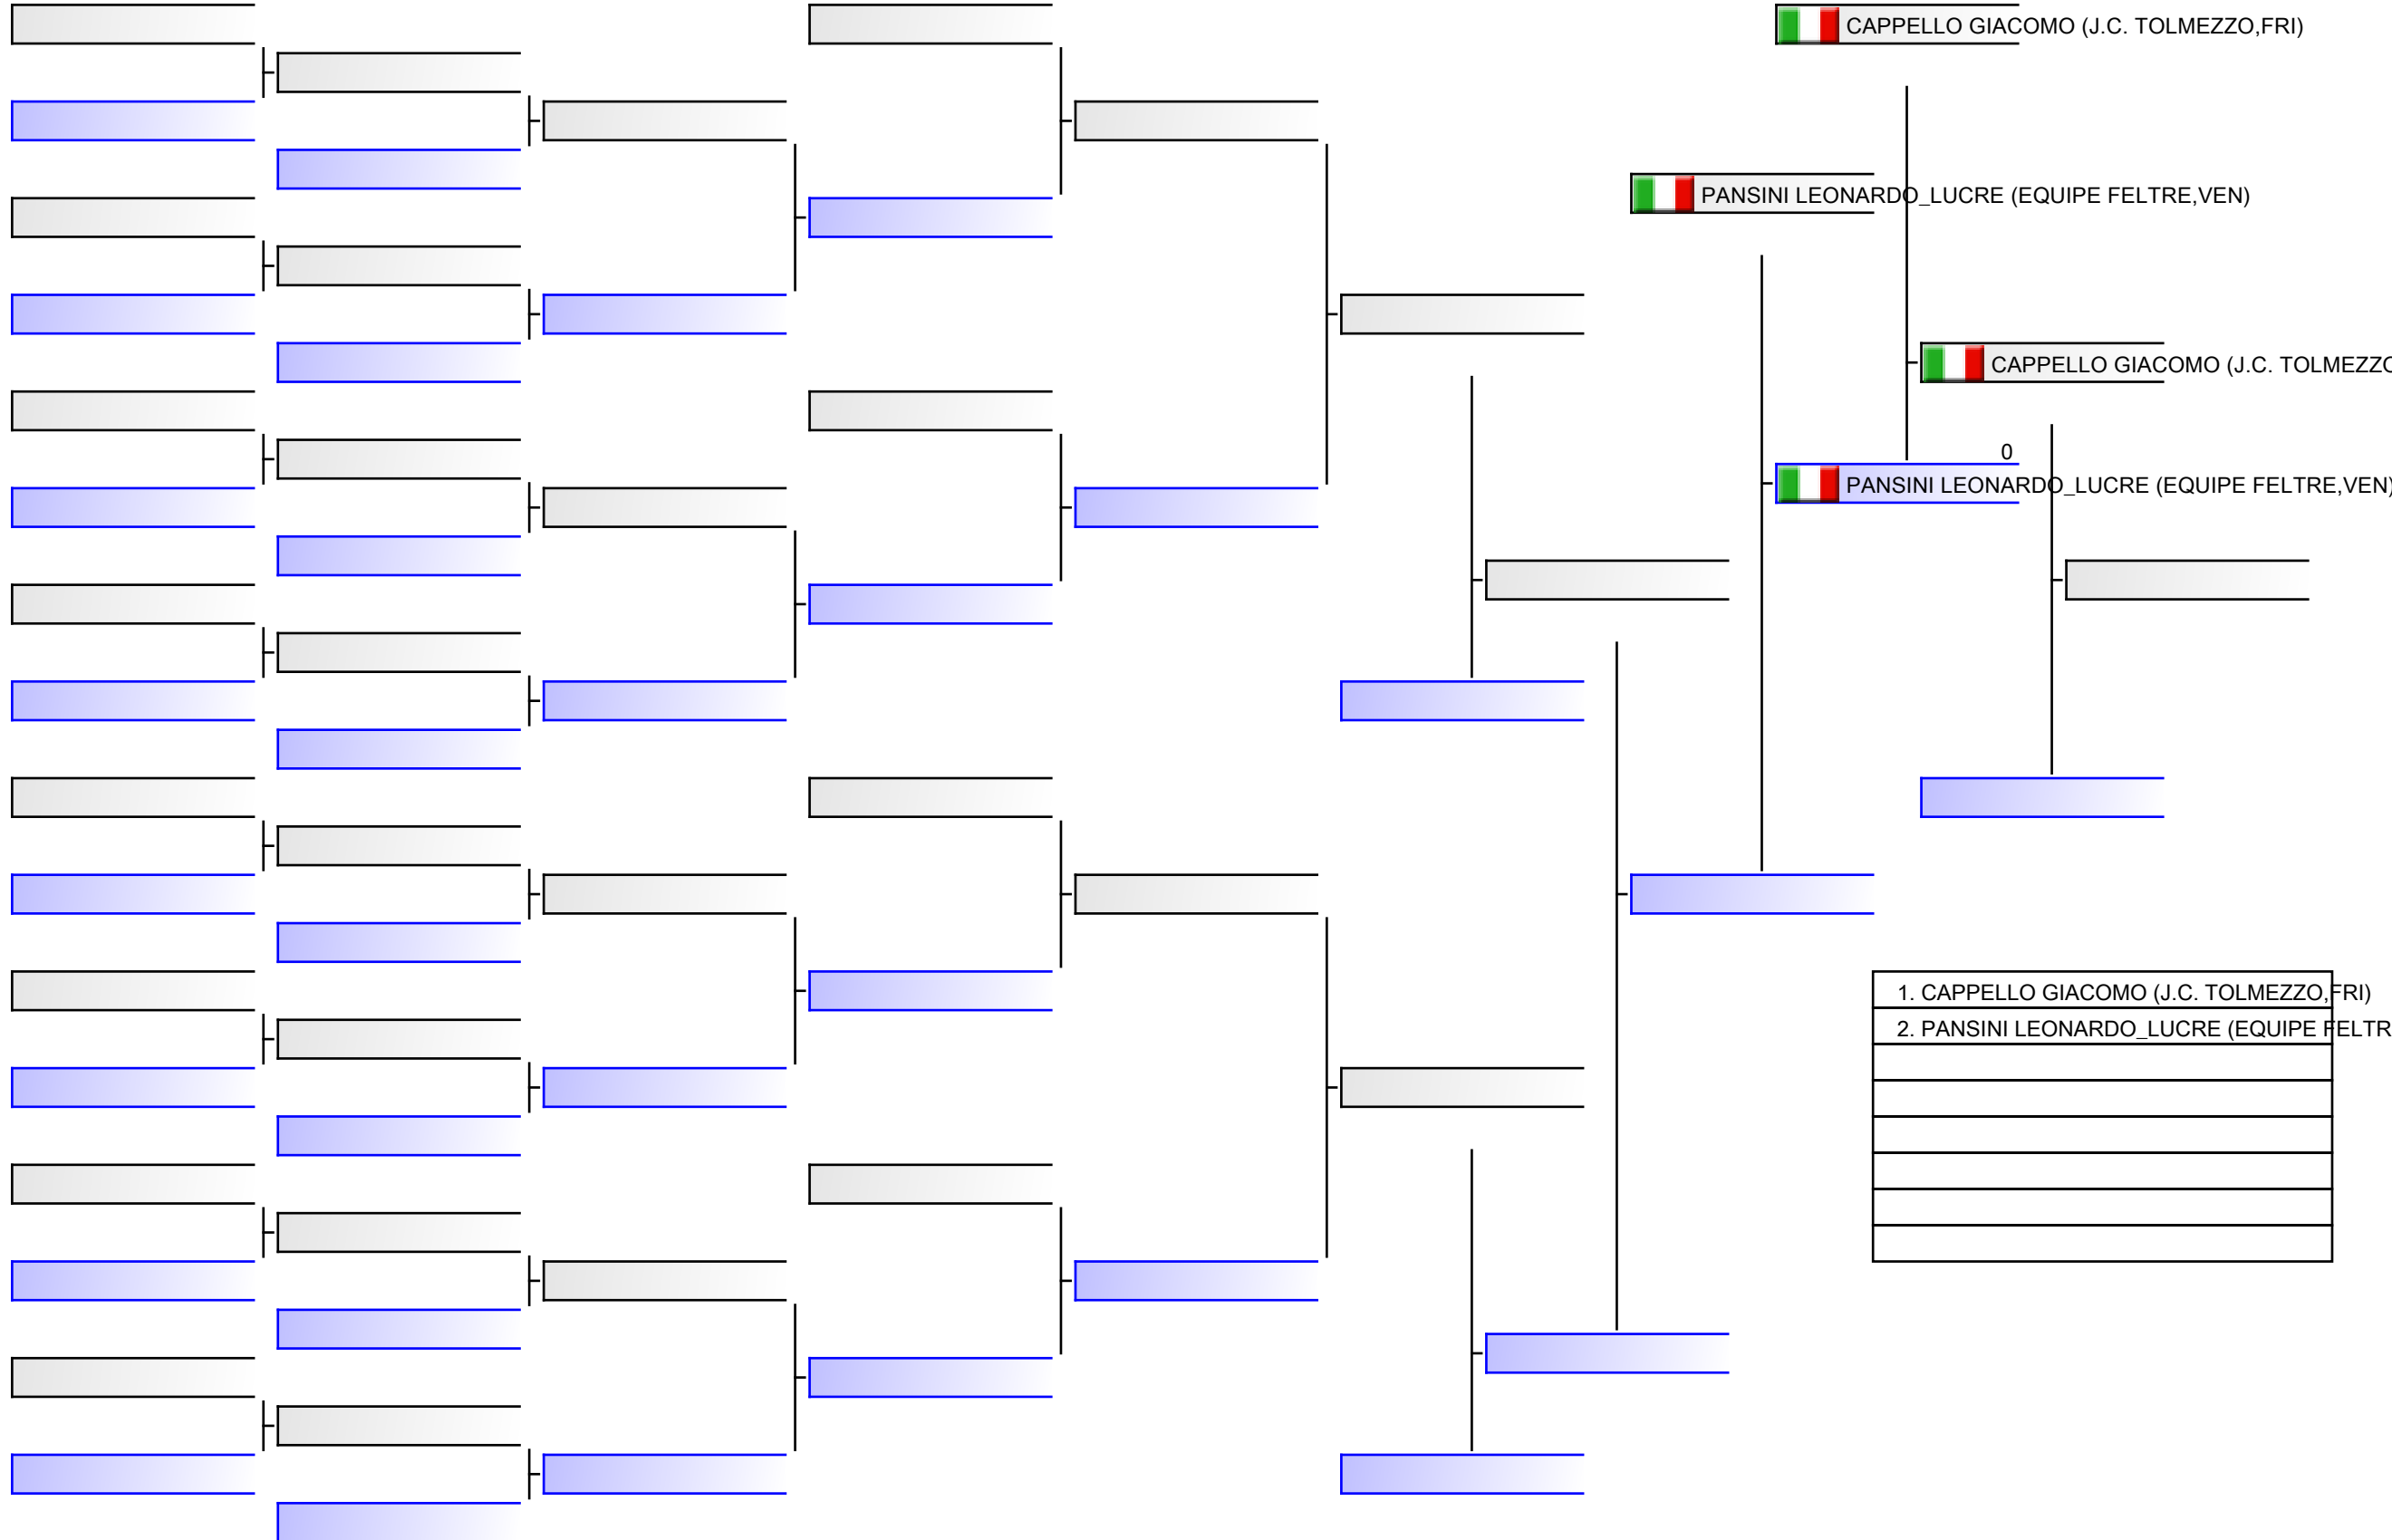 CAPPELLO GIACOMO (J.C. TOLMEZZO,FRI)
PANSINI LEONARDO_LUCRE (EQUIPE FELTRE,VEN)
CAPPELLO GIACOMO (J.C. TOLMEZZO
0
PANSINI LEONARDO_LUCRE (EQUIPE FELTRE,VEN)
1. CAPPELLO GIACOMO (J.C. TOLMEZZO,FRI)
2. PANSINI LEONARDO_LUCRE (EQUIPE FELTR